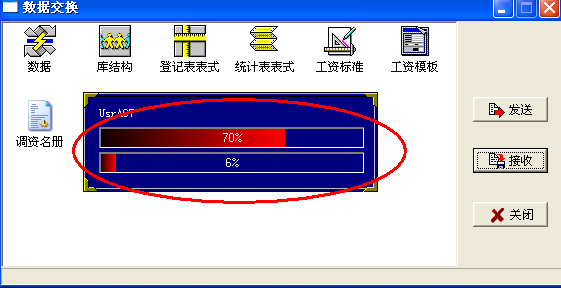 数据交换
数据 库结构 登记表表式 统计表表式 工资标准 工资模板
调资名册
UsrA07
70%
6%
发送
接收
关闭